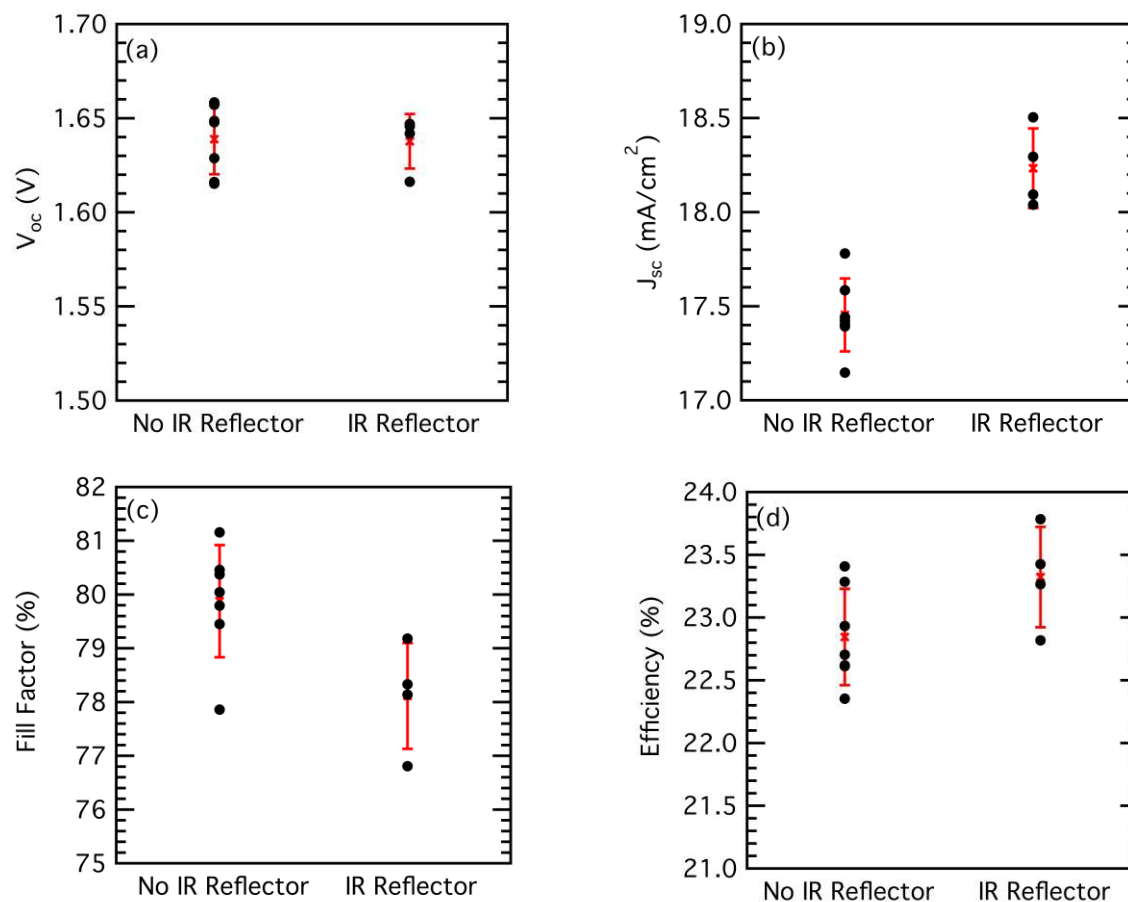 (a)
1.70
1.65
1.60
1.55
1.50
V_oc (V)
No IR Reflector
IR Reflector
(b)
19.0
18.5
18.0
17.5
17.0
J_sc (mA/cm²)
No IR Reflector
IR Reflector
(c)
82
81
80
79
78
77
76
75
Fill Factor (%)
No IR Reflector
IR Reflector
(d)
24.0
23.5
23.0
22.5
22.0
21.5
21.0
Efficiency (%)
No IR Reflector
IR Reflector